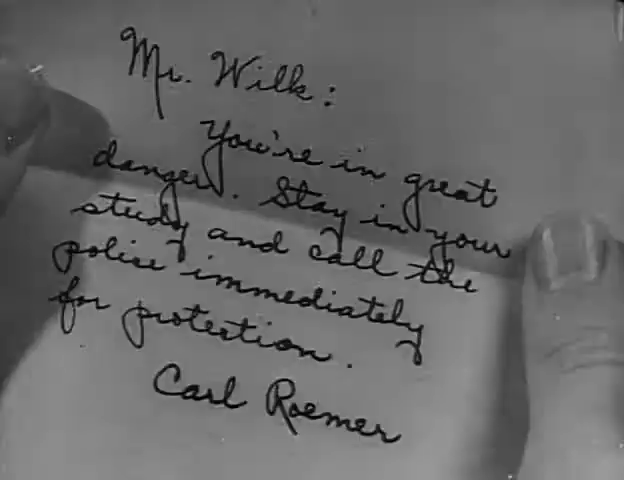 Mr. Wilk:
You're in great
danger. Stay in your
study and call the
police immediately
for protection.
Carl Roemer